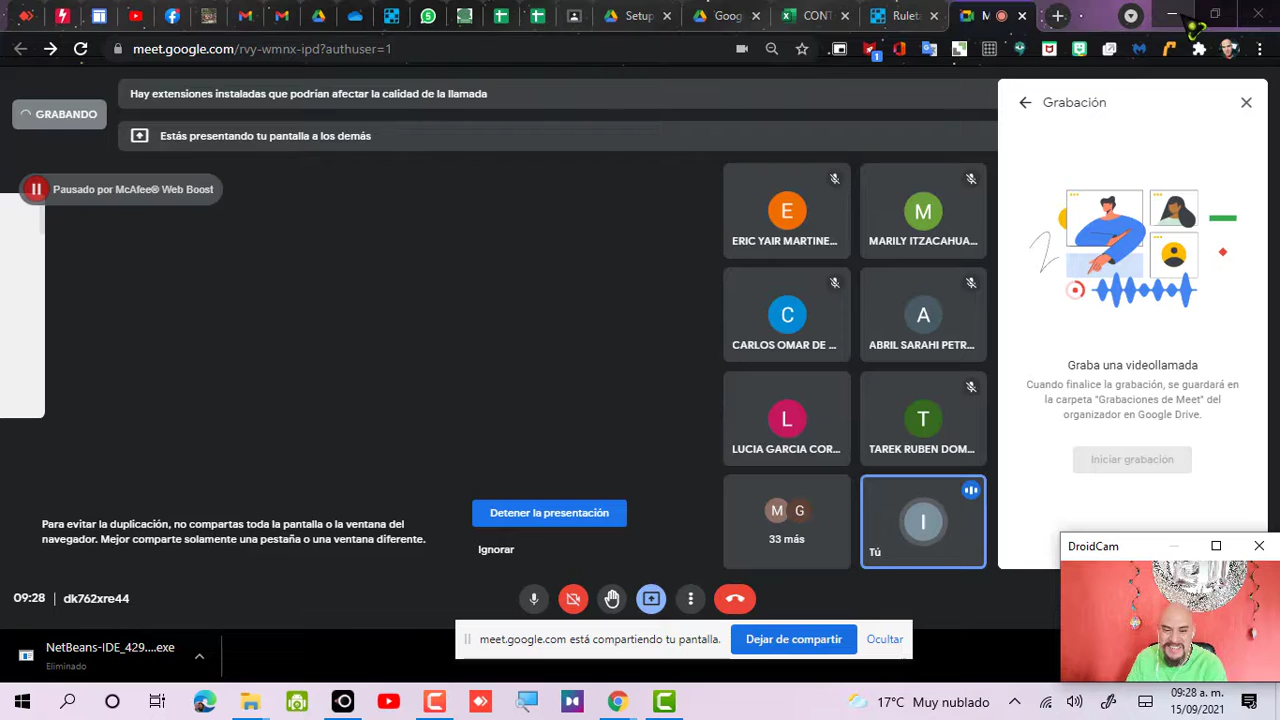 Setup
Goog
CONT
Ruleta
M
meet.google.com/rvy-wmnx-ipd?authuser=1
1
GRABANDO
Hay extensiones instaladas que podrían afectar la calidad de la llamada
Estás presentando tu pantalla a los demás
Pausado por McAfee® Web Boost
Grabación
E
ERIC YAIR MARTINE...
M
MARILY ITZACAHUA...
C
CARLOS OMAR DE ...
A
ABRIL SARAHI PETR...
L
LUCIA GARCIA COR...
T
TAREK RUBEN DOM...
M G
33 más
I
Tú
Graba una videollamada
Cuando finalice la grabación, se guardará en
la carpeta "Grabaciones de Meet" del
organizador en Google Drive.
Iniciar grabación
Para evitar la duplicación, no compartas toda la pantalla o la ventana del
navegador. Mejor comparte solamente una pestaña o una ventana diferente.
Detener la presentación
Ignorar
DroidCam
09:28 | dk762xre44
meet.google.com está compartiendo tu pantalla.
Dejar de compartir
Ocultar
NetBeans-IDE_429....exe
Eliminado
17°C Muy nublado
09:28 a. m.
15/09/2021